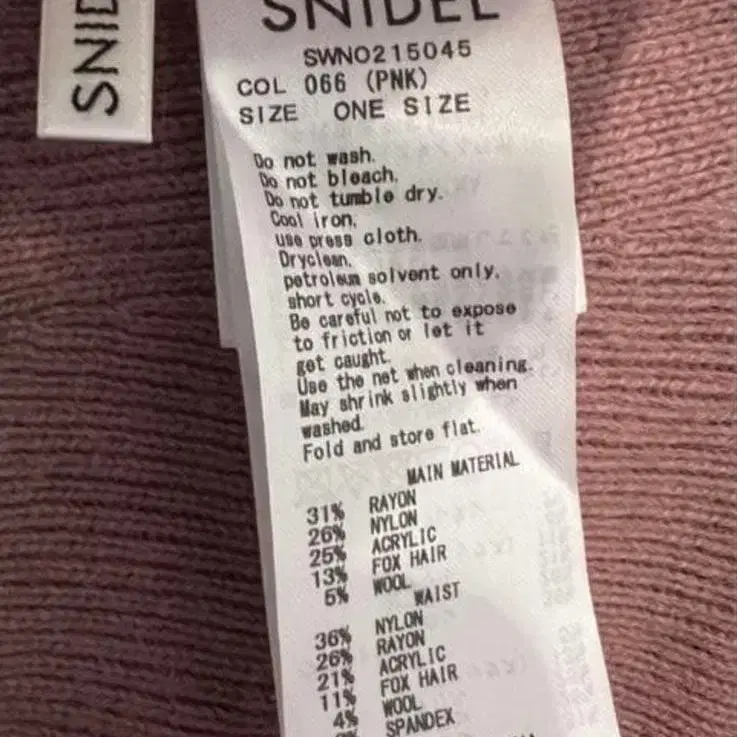 SNID
SNIDEL
SWNO215045
COL 066 (PNK)
SIZE ONE SIZE
Do not wash.
Do not bleach.
Do not tumble dry.
Cool iron.
use press cloth.
Dryclean.
petroleum solvent only.
short cycle.
Be careful not to expose
to friction or let it
get caught.
Use the net when cleaning.
May shrink slightly when
washed.
Fold and store flat.
MAIN MATERIAL
31% RAYON
26% NYLON
25% ACRYLIC
13% FOX HAIR
5% WOOL
WAIST
36% NYLON
26% RAYON
21% ACRYLIC
11% FOX HAIR
4% WOOL
SPANDEX